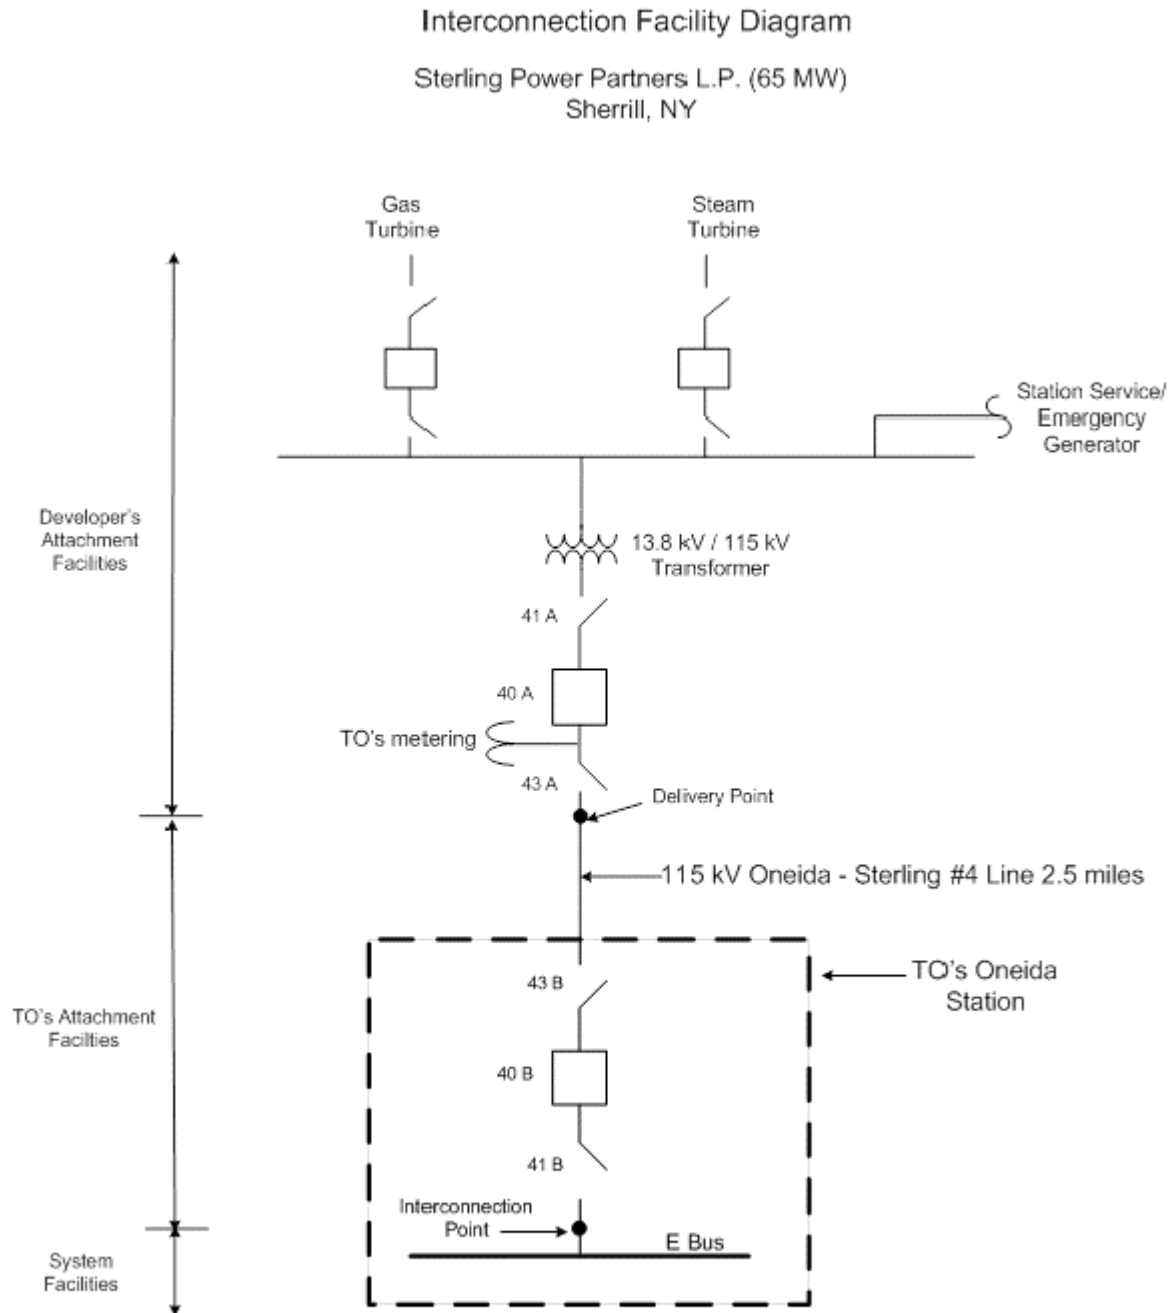 Interconnection Facility Diagram
Sterling Power Partners L.P. (65 MW)
Sherrill, NY
Gas
Turbine
Steam
Turbine
Station Service/
Emergency
Generator
Developer's
Attachment
Facilities
13.8 kV / 115 kV
Transformer
41 A
40 A
TO's metering
43 A
Delivery Point
115 kV Oneida - Sterling #4 Line 2.5 miles
TO's Oneida
Station
43 B
TO's Attachment
Facilties
40 B
41 B
Interconnection
Point
E Bus
System
Facilities